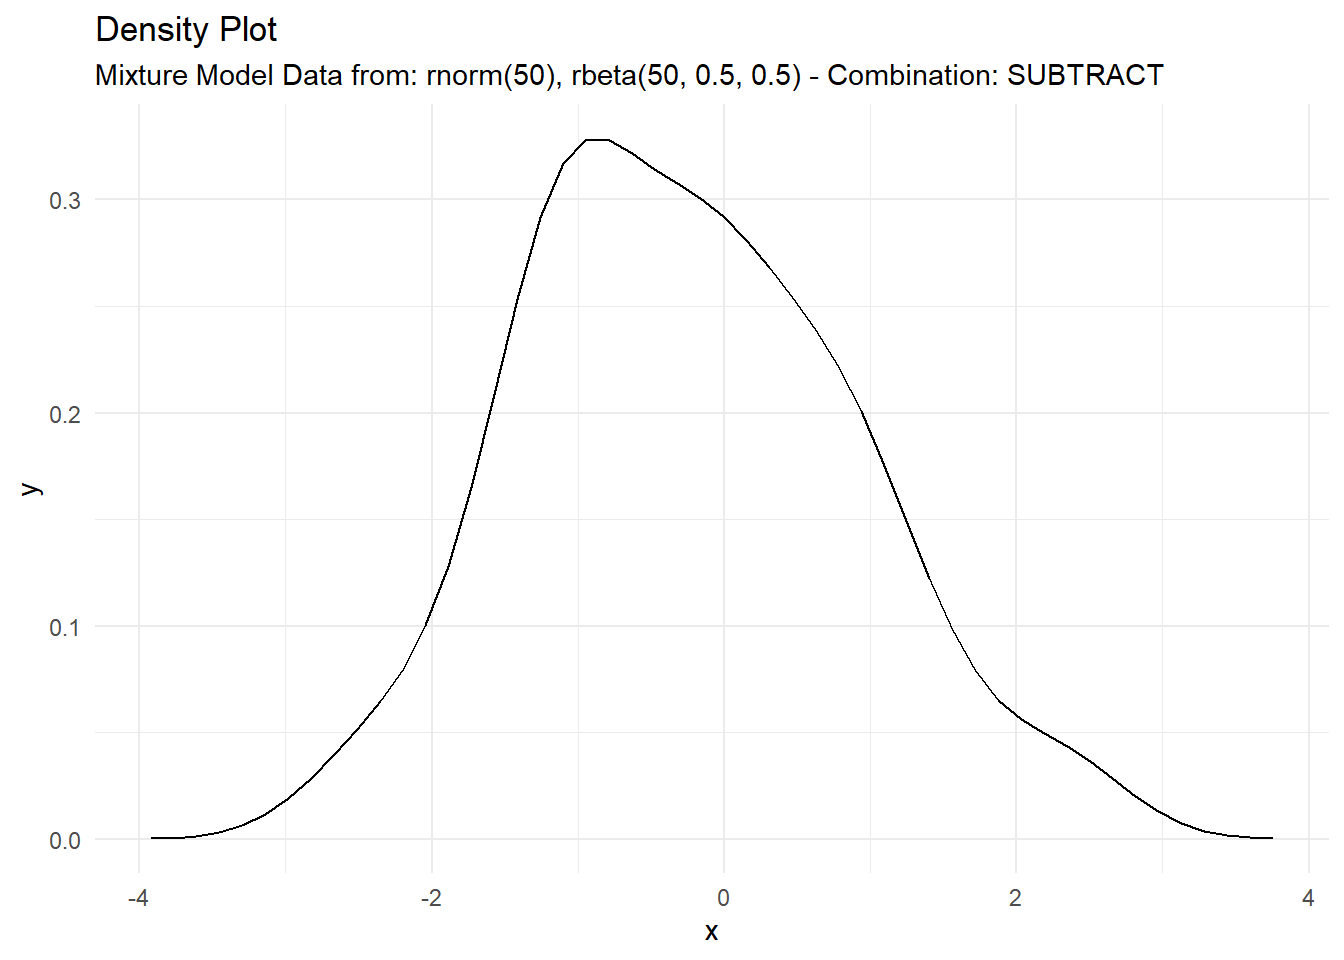 Density Plot
Mixture Model Data from: rnorm(50), rbeta(50, 0.5, 0.5) - Combination: SUBTRACT
0.3
0.2
y
0.1
0.0
-4 -2 0 2 4
x